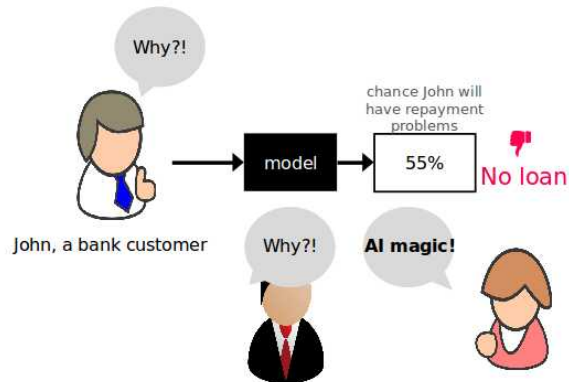 Why?!
chance John will
have repayment
problems
model
55%
No loan
John, a bank customer
Why?!
AI magic!